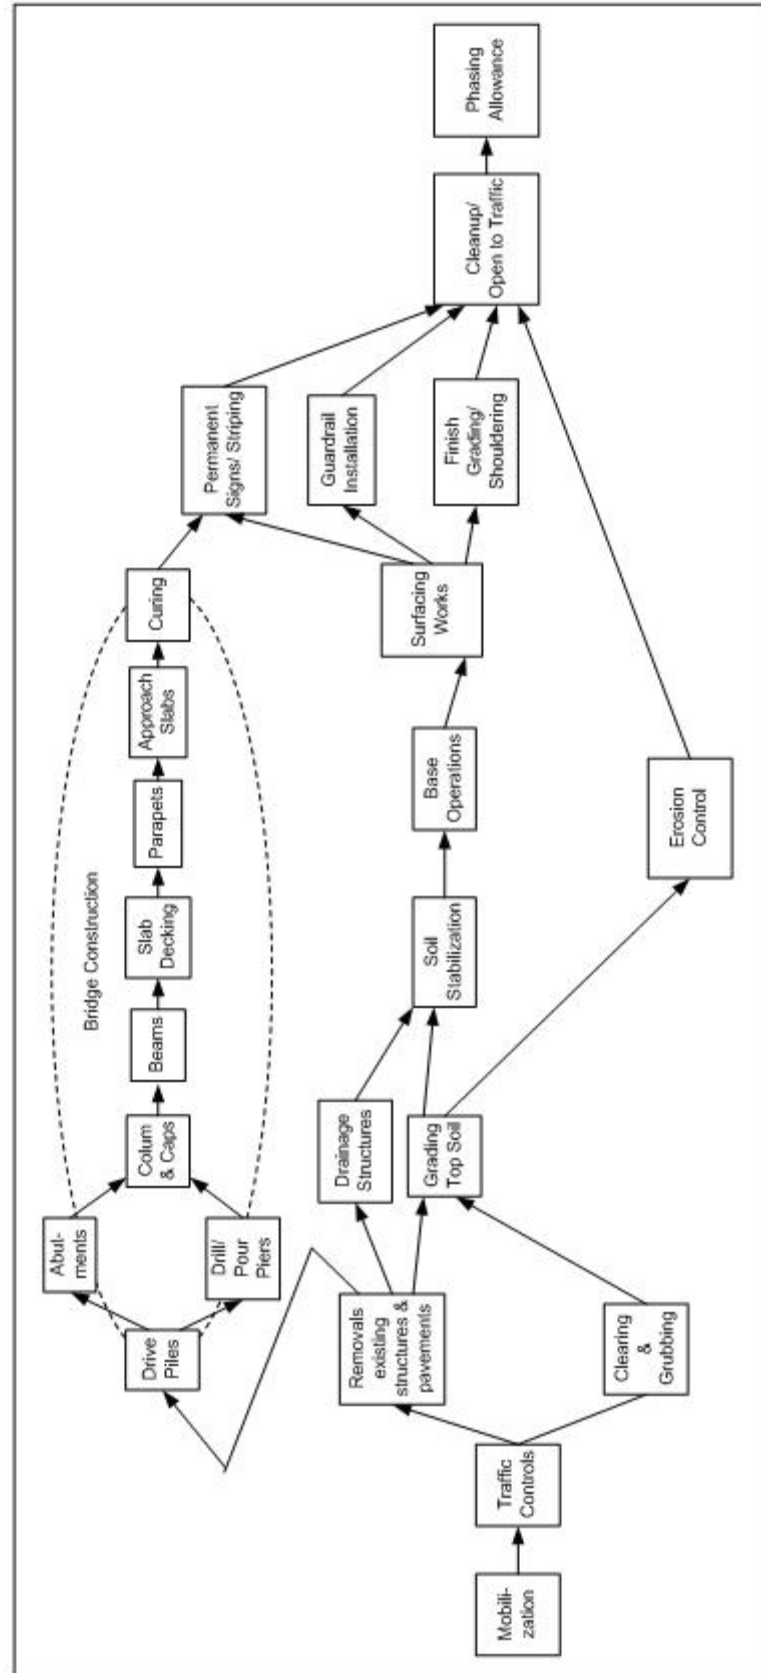 Mobili-
zation
Traffic
Controls
Removals
existing
structures &
pavements
Clearing
&
Grubbing
Drive
Piles
Abut-
ments
Drill/
Pour
Piers
Colum
& Caps
Beams
Slab
Decking
Parapets
Approach
Slabs
Curing
Bridge Construction
Drainage
Structures
Grading
Top Soil
Soil
Stabilization
Base
Operations
Surfacing
Works
Erosion
Control
Permanent
Signs/ Striping
Guardrail
Installation
Finish
Grading/
Shouldering
Cleanup/
Open to Traffic
Phasing
Allowance